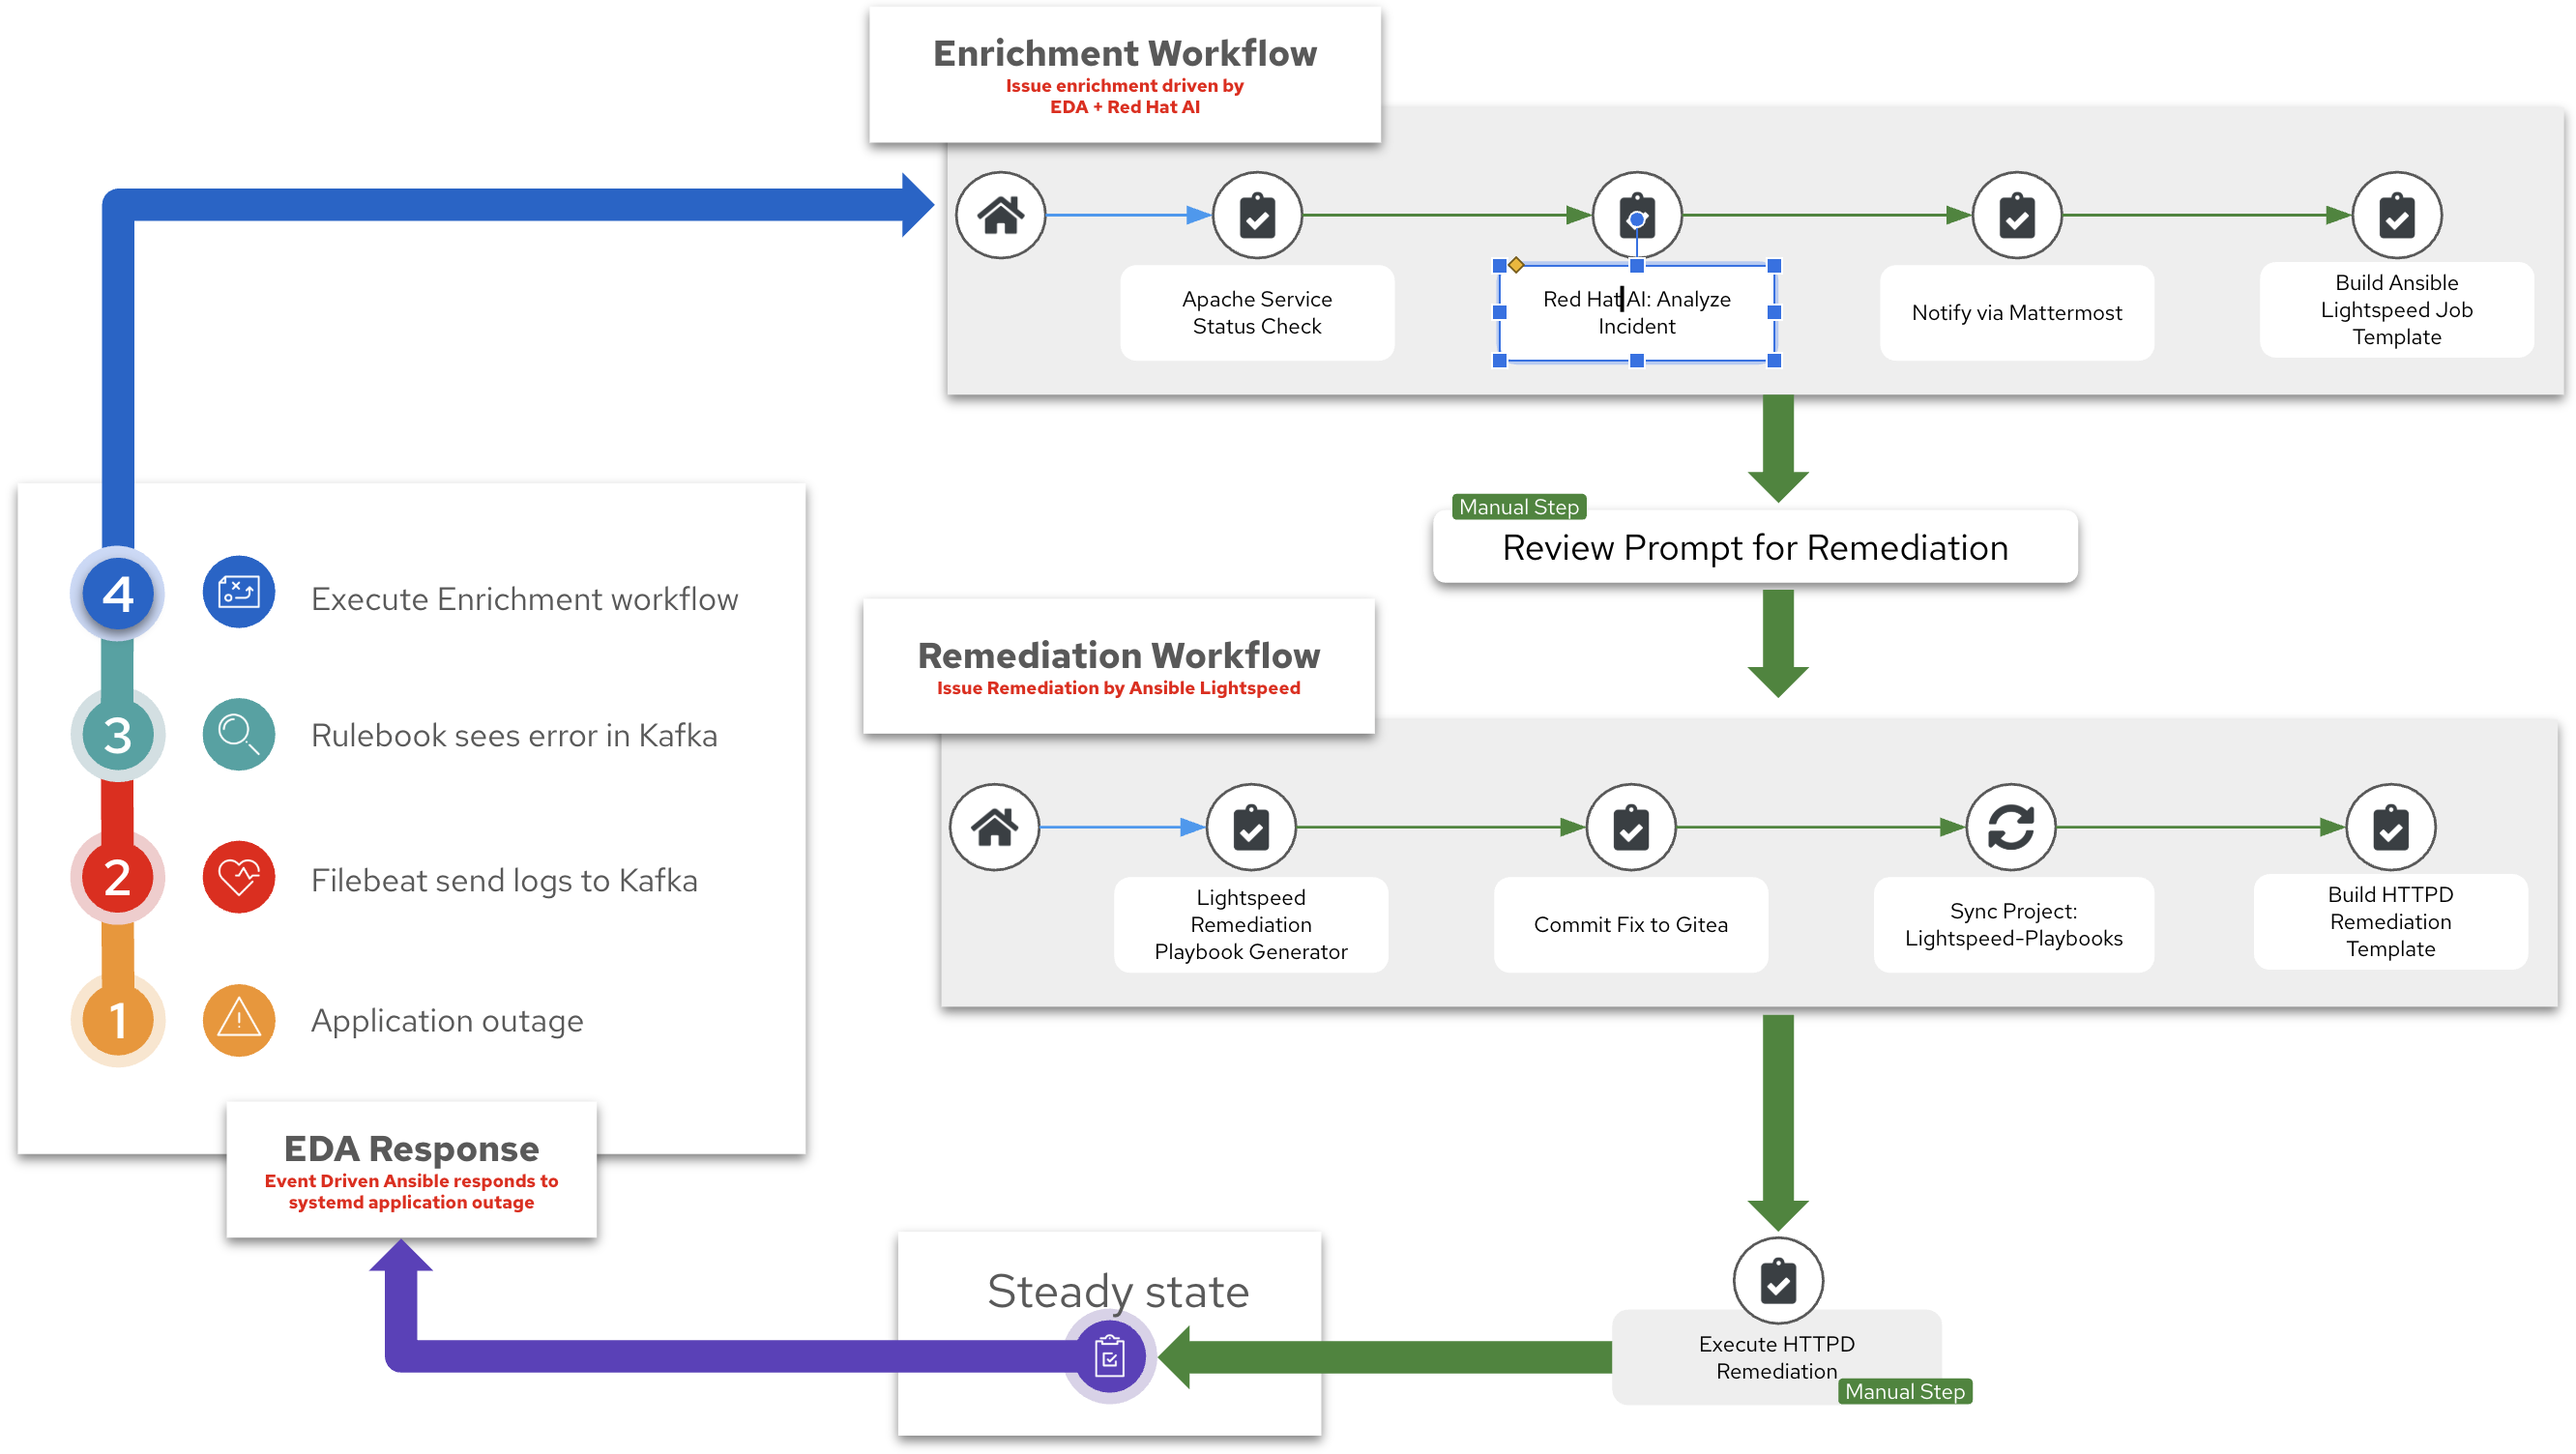 Enrichment Workflow
Issue enrichment driven by
EDA + Red Hat AI
Apache Service
Status Check
Red Hat AI: Analyze
Incident
Notify via Mattermost
Build Ansible
Lightspeed Job
Template
Manual Step
Review Prompt for Remediation
4
Execute Enrichment workflow
3
Rulebook sees error in Kafka
2
Filebeat send logs to Kafka
1
Application outage
EDA Response
Event Driven Ansible responds to
systemd application outage
Remediation Workflow
Issue Remediation by Ansible Lightspeed
Lightspeed
Remediation
Playbook Generator
Commit Fix to Gitea
Sync Project:
Lightspeed-Playbooks
Build HTTPD
Remediation
Template
Execute HTTPD
Remediation
Manual Step
Steady state